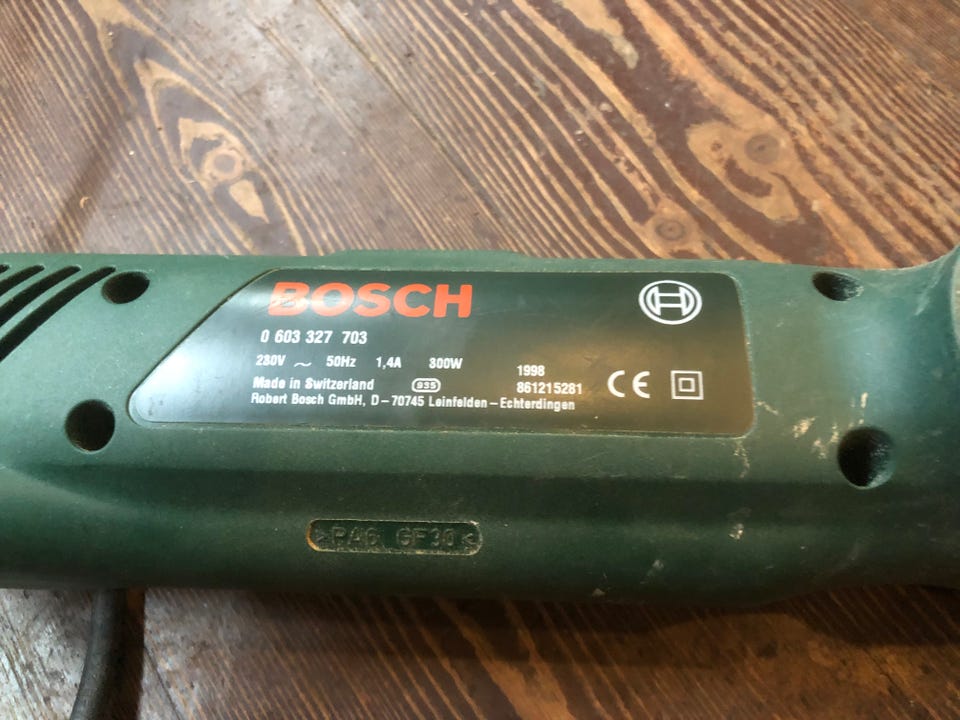 BOSCH
0 603 327 703
230V ~ 50Hz 1,4A 300W
1998
Made in Switzerland 935 861215281 CE
Robert Bosch GmbH, D-70745 Leinfelden-Echterdingen
>PA6 GF30<